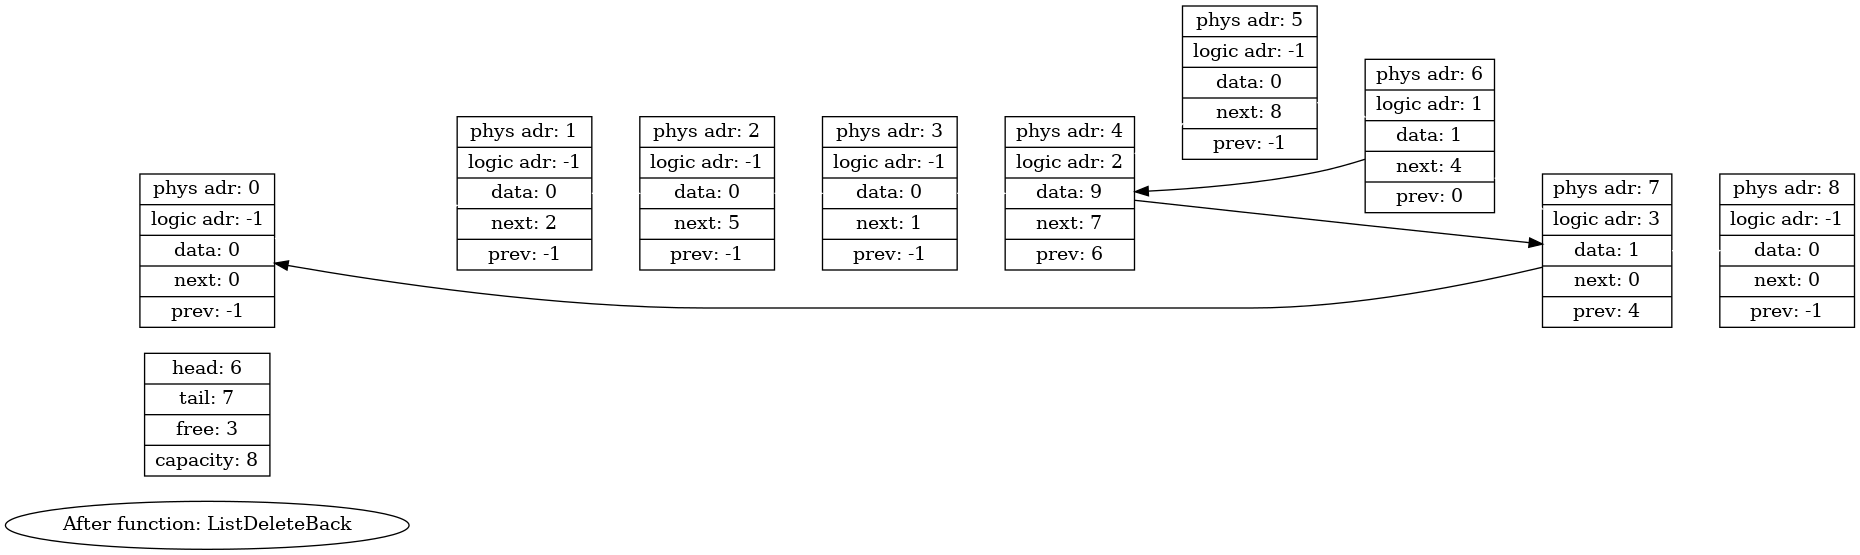 phys adr: 0
logic adr: -1
data: 0
next: 0
prev: -1
phys adr: 1
logic adr: -1
data: 0
next: 2
prev: -1
phys adr: 2
logic adr: -1
data: 0
next: 5
prev: -1
phys adr: 3
logic adr: -1
data: 0
next: 1
prev: -1
phys adr: 4
logic adr: 2
data: 9
next: 7
prev: 6
phys adr: 5
logic adr: -1
data: 0
next: 8
prev: -1
phys adr: 6
logic adr: 1
data: 1
next: 4
prev: 0
phys adr: 7
logic adr: 3
data: 1
next: 0
prev: 4
phys adr: 8
logic adr: -1
data: 0
next: 0
prev: -1
head: 6
tail: 7
free: 3
capacity: 8
After function: ListDeleteBack